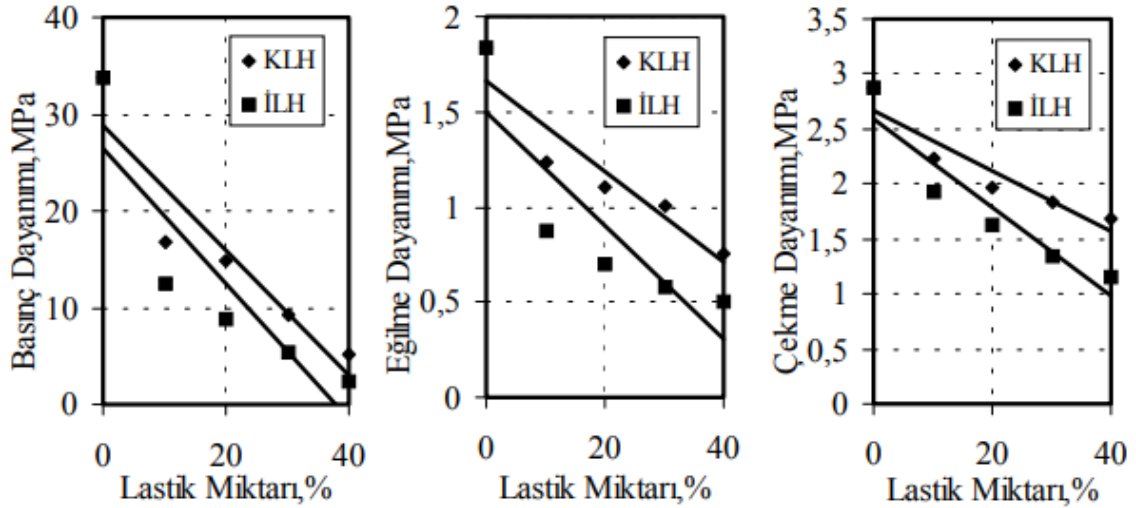 Basınç Dayanımı,MPa
40
30
20
10
0
KLH
İLH
0
20
40
Lastik Miktarı,%
Eğilme Dayanımı,MPa
2
1,5
1
0,5
0
KLH
İLH
0
20
40
Lastik Miktarı,%
Çekme Dayanımı,MPa
3,5
3
2,5
2
1,5
1
0,5
0
KLH
İLH
0
20
40
Lastik Miktarı,%